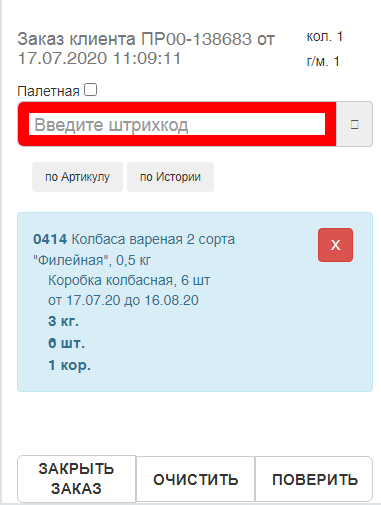 Заказ клиента ПР00-138683 от
17.07.2020 11:09:11
кол. 1
г/м. 1
Палетная
Введите штрихкод
по Артикулу
по Истории
0414 Колбаса вареная 2 сорта
"Филейная", 0,5 кг
X
Коробка колбасная, 6 шт
от 17.07.20 до 16.08.20
3 кг.
6 шт.
1 кор.
ЗАКРЫТЬ
ЗАКАЗ
ОЧИСТИТЬ
ПОВЕРИТЬ